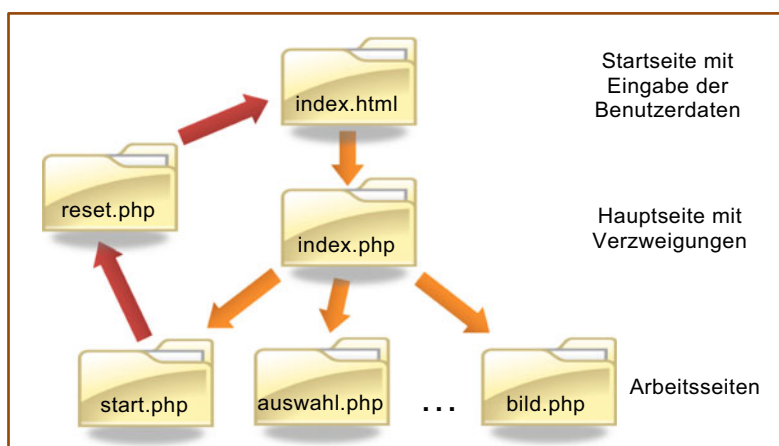 index.html
Startseite mit
Eingabe der
Benutzerdaten
reset.php
index.php
Hauptseite mit
Verzweigungen
start.php
auswahl.php
...
bild.php
Arbeitsseiten